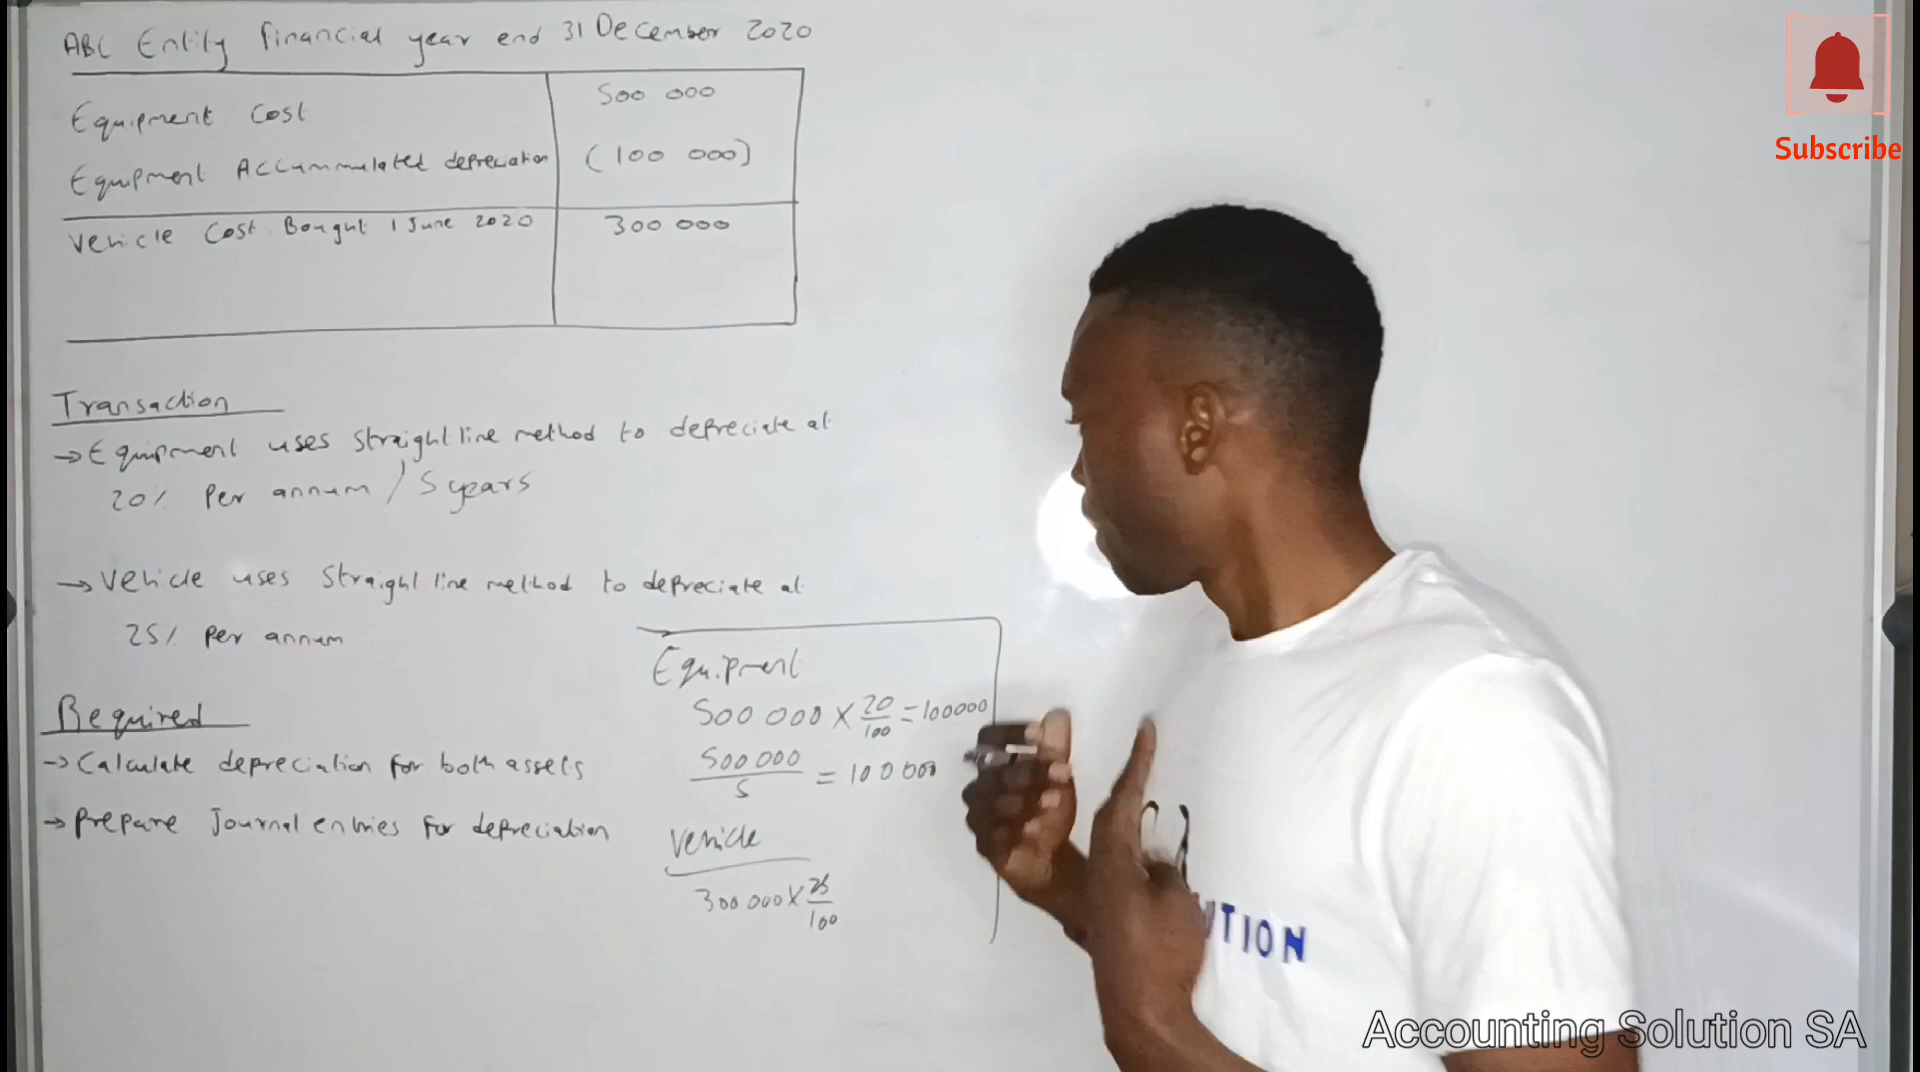 ABC Entity financial year end 31 December 2020
Equipment Cost 500 000
Equipment Accummulated depreciation (100 000)
Vehicle Cost Bought 1 June 2020 300 000
Transaction
→ Equipment uses straight line method to depreciate at
20% Per annum / 5 years
→ Vehicle uses straight line method to depreciate at
25% per annum
Required
→ Calculate depreciation for both assets
→ Prepare Journal entries for depreciation
Equipment
500 000 x 20/100 = 100000
500 000/5 = 100 000
Vehicle
300 000 x 25/100
UTION
Subscribe
Accounting Solution SA